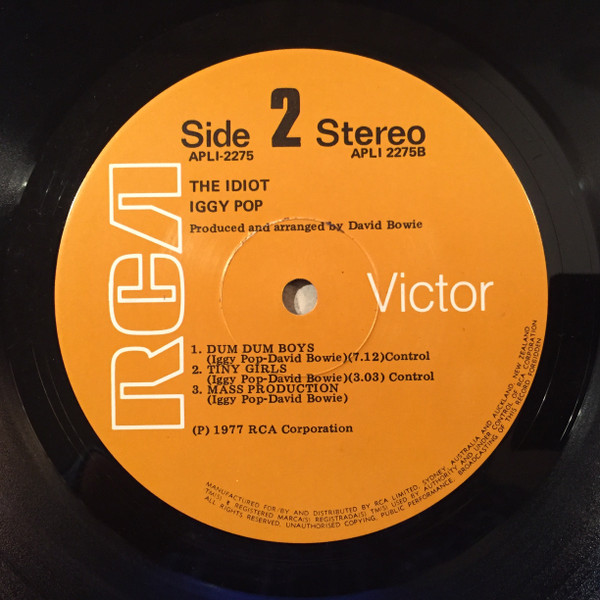 Side 2 Stereo
APLI-2275 APLI 2275B
THE IDIOT
IGGY POP
Produced and arranged by David Bowie
RCA
Victor
1. DUM DUM BOYS
(Iggy Pop-David Bowie)(7.12)Control
2. TINY GIRLS
(Iggy Pop-David Bowie)(3.03) Control
3. MASS PRODUCTION
(Iggy Pop-David Bowie)
(P) 1977 RCA Corporation
MANUFACTURED FOR/BY AND DISTRIBUTED BY RCA LIMITED, SYDNEY, AUSTRALIA AND AUCKLAND, NEW ZEALAND
TM(S) & REGISTERED MARCA(S) REGISTRADA(S) TM(S) USED BY AUTHORITY AND UNDER CONTROL OF RCA CORPORATION
ALL RIGHTS RESERVED. UNAUTHORISED COPYING, PUBLIC PERFORMANCE, BROADCASTING OF THIS RECORD FORBIDDEN